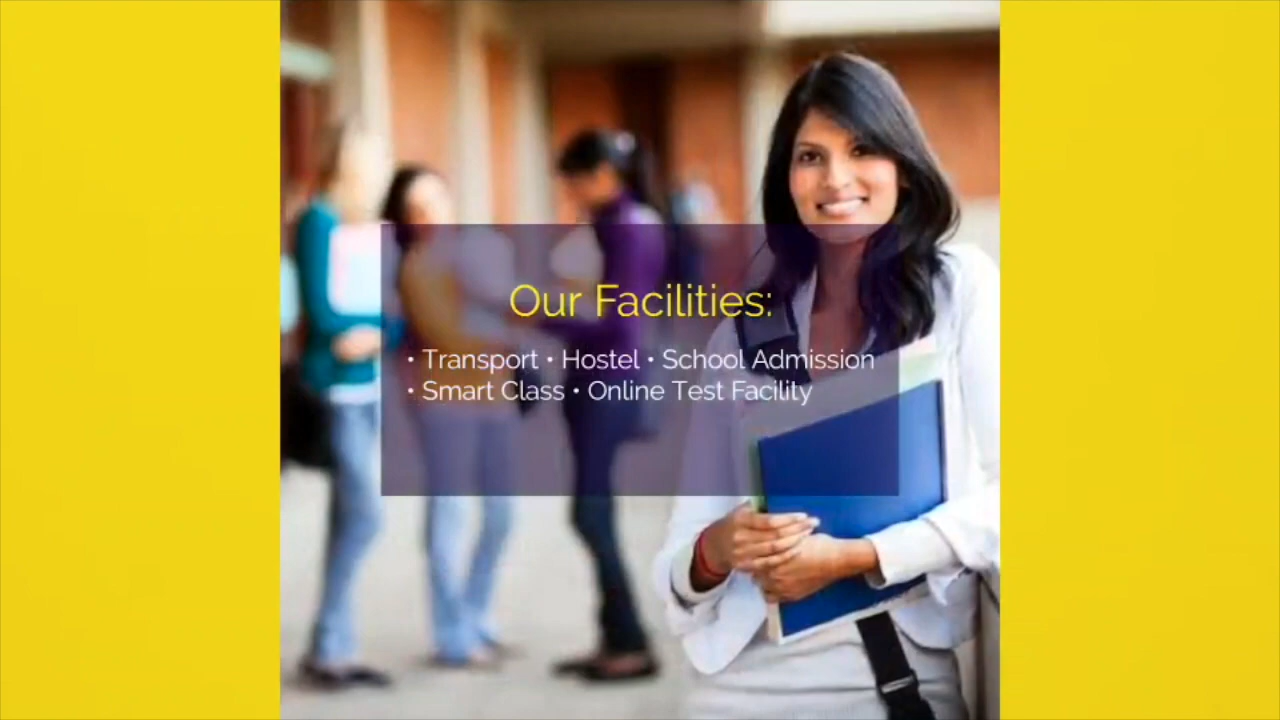 Our Facilities:
• Transport • Hostel • School Admission
• Smart Class • Online Test Facility